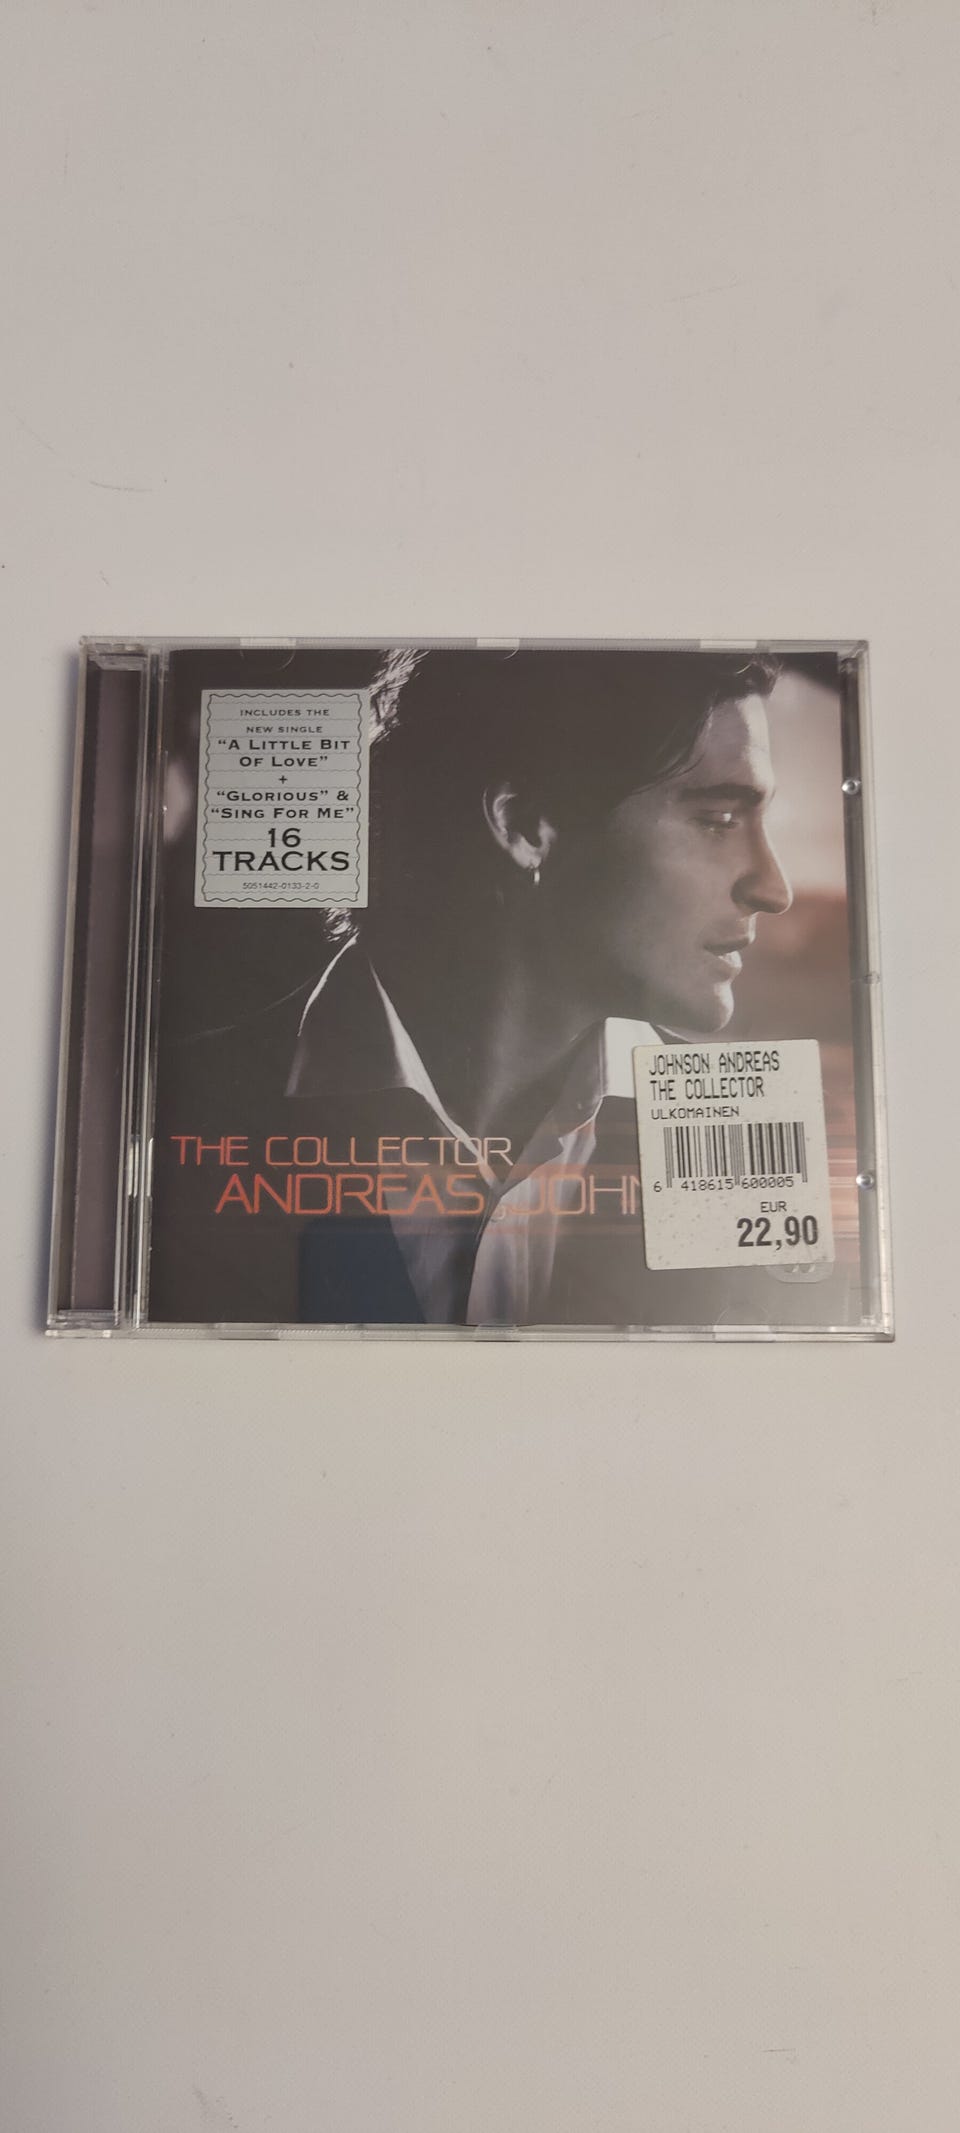 INCLUDES THE
NEW SINGLE
"A LITTLE BIT
OF LOVE"
+
"GLORIOUS" &
"SING FOR ME"
16
TRACKS
5051442-0133-2-0
THE COLLECTOR
ANDREAS JOHN
JOHNSON ANDREAS
THE COLLECTOR
ULKOMAINEN
6 418615 600005
EUR
22,90